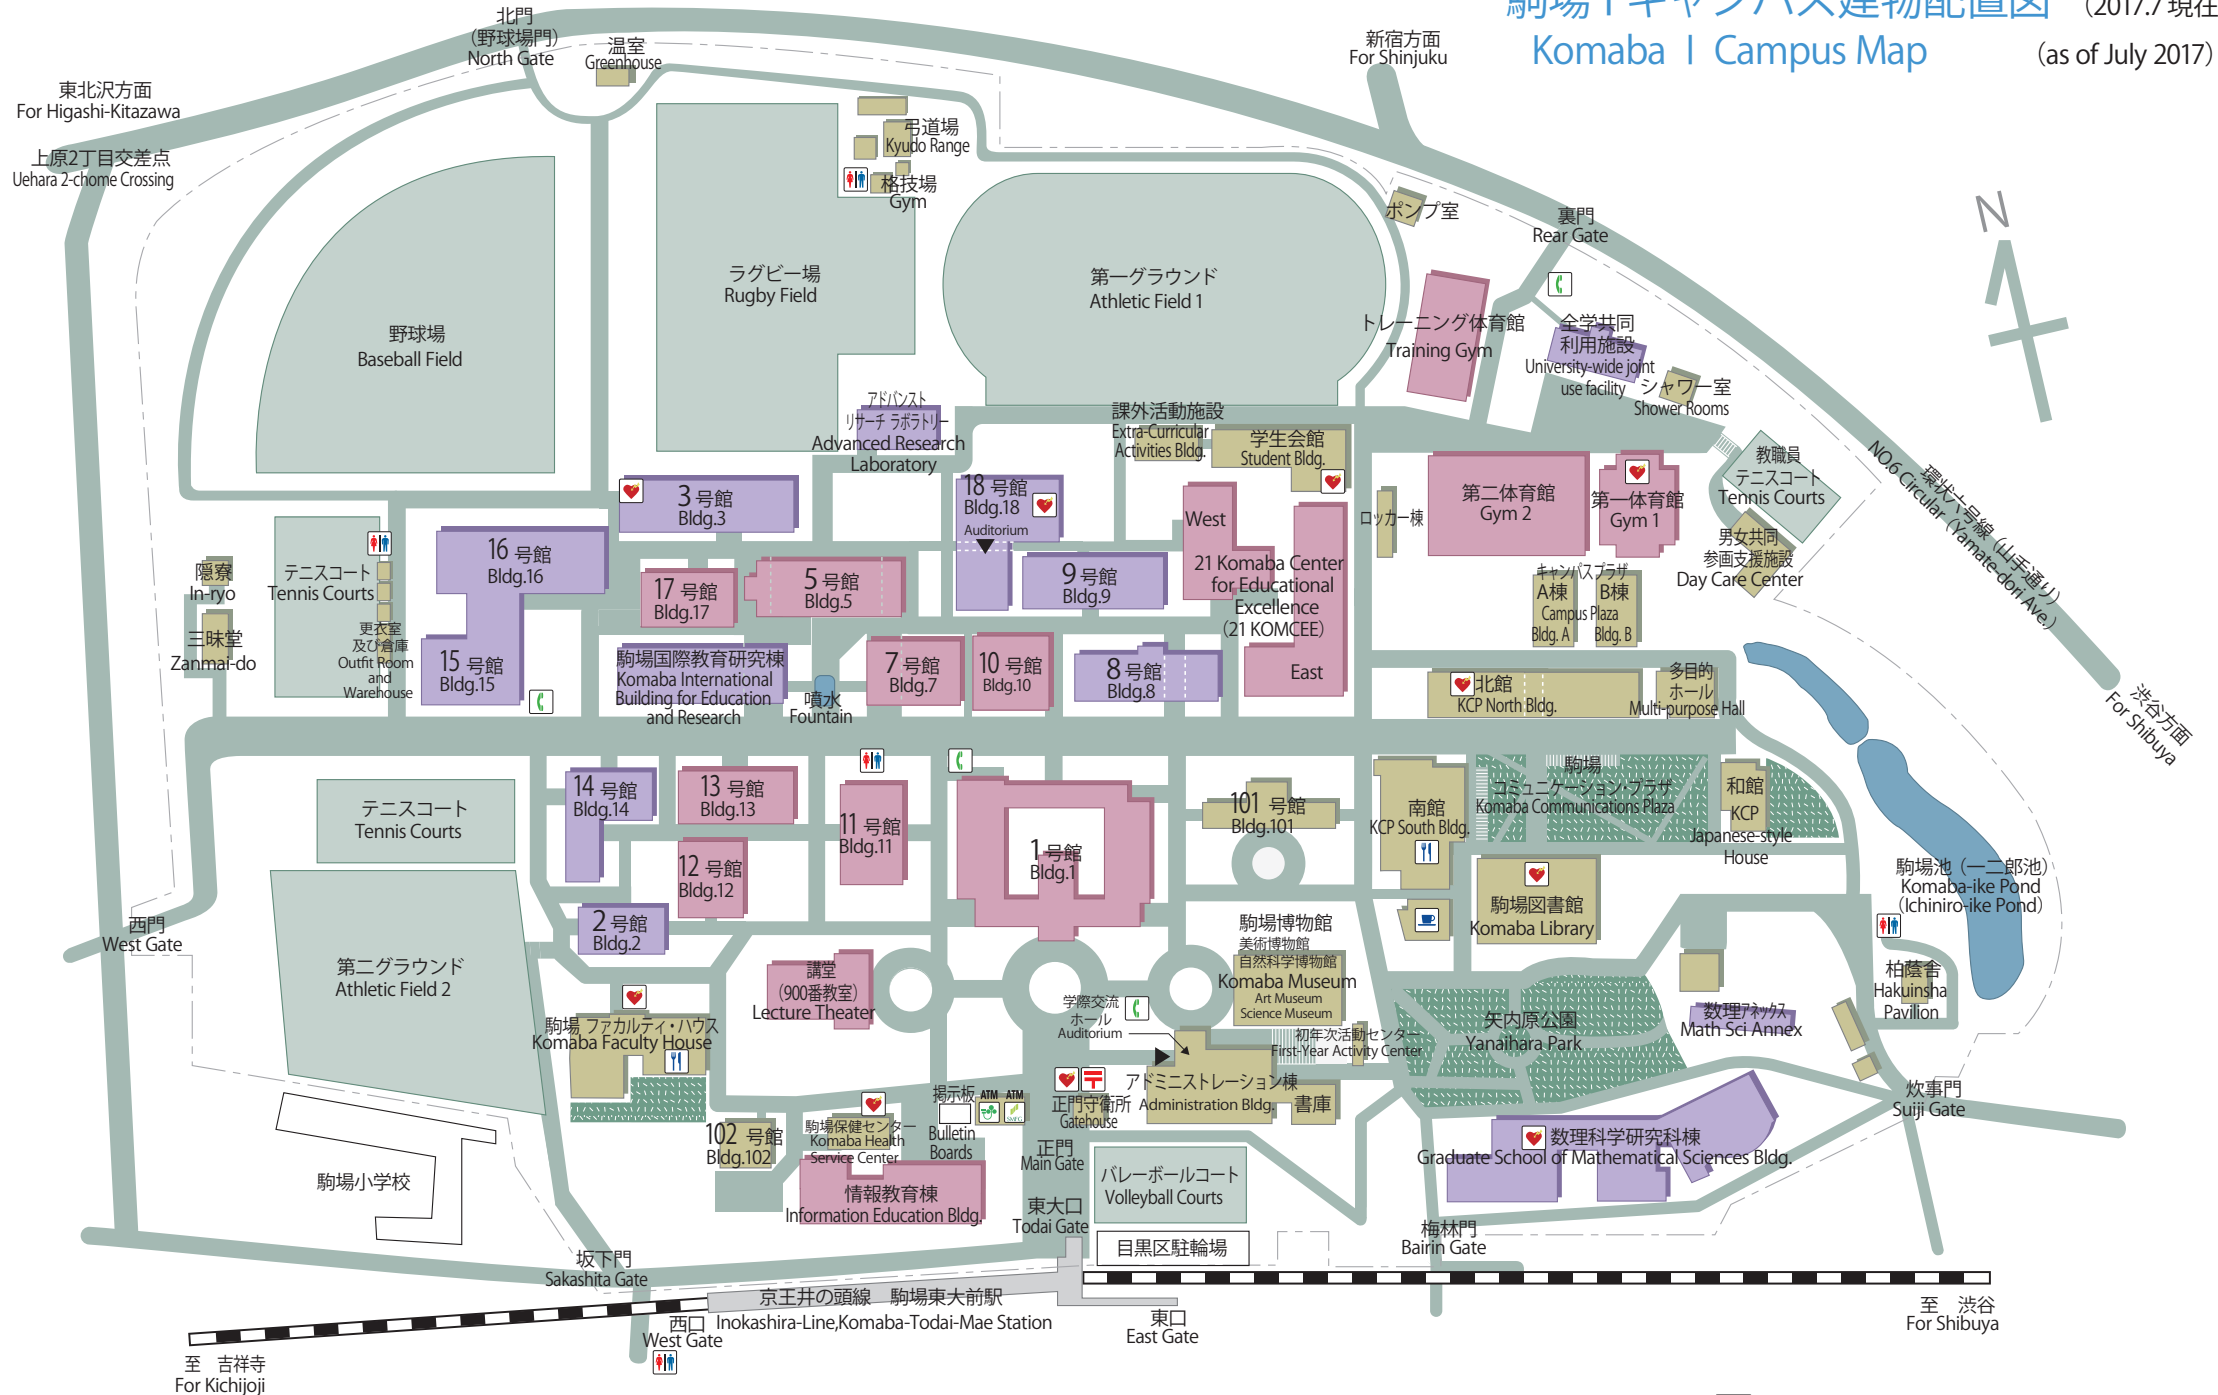 駒場Ⅰキャンパス建物配置図 （2017.7 現在
Komaba Ⅰ Campus Map (as of July 2017)
北門
（野球場門）
North Gate
温室
Greenhouse
新宿方面
For Shinjuku
東北沢方面
For Higashi-Kitazawa
上原2丁目交差点
Uehara 2-chome Crossing
弓道場
Kyudo Range
格技場
Gym
ポンプ室
裏門
Rear Gate
N
ラグビー場
Rugby Field
第一グラウンド
Athletic Field 1
野球場
Baseball Field
トレーニング体育館
Training Gym
全学共同
利用施設
University-wide joint
use facility
シャワー室
Shower Rooms
アドバンスト
リサーチ ラボラトリー
Advanced Research
Laboratory
課外活動施設
Extra-Curricular
Activities Bldg.
学生会館
Student Bldg.
教職員
テニスコート
Tennis Courts
環状六号線（山手通り）
NO.6 Circular (Yamate-dori Ave.)
3 号館
Bldg.3
18 号館
Bldg.18
Auditorium
West
第二体育館
Gym 2
第一体育館
Gym 1
ロッカー棟
男女共同
参画支援施設
Day Care Center
16 号館
Bldg.16
隠寮
In-ryo
テニスコート
Tennis Courts
17 号館
Bldg.17
5 号館
Bldg.5
9 号館
Bldg.9
21 Komaba Center
for Educational
Excellence
（21 KOMCEE）
East
キャンパスプラザ
A棟 B棟
Campus Plaza
Bldg. A Bldg. B
三昧堂
Zanmai-do
更衣室
及び倉庫
Outfit Room
and
Warehouse
15 号館
Bldg.15
駒場国際教育研究棟
Komaba International
Building for Education
and Research
噴水
Fountain
7 号館
Bldg.7
10 号館
Bldg.10
8 号館
Bldg.8
北館
KCP North Bldg.
多目的
ホール
Multi-purpose Hall
渋谷方面
For Shibuya
テニスコート
Tennis Courts
14 号館
Bldg.14
13 号館
Bldg.13
11 号館
Bldg.11
12 号館
Bldg.12
1 号館
Bldg.1
101 号館
Bldg.101
南館
KCP South Bldg.
駒場
コミュニケーション・プラザ
Komaba Communications Plaza
和館
KCP
Japanese-style
House
駒場池（一二郎池）
Komaba-ike Pond
（Ichiniro-ike Pond）
西門
West Gate
2 号館
Bldg.2
駒場図書館
Komaba Library
第二グラウンド
Athletic Field 2
講堂
（900番教室）
Lecture Theater
駒場博物館
美術博物館
自然科学博物館
Komaba Museum
Art Museum
Science Museum
柏蔭舎
Hakuinsha
Pavilion
学際交流
ホール
Auditorium
初年次活動センター
First-Year Activity Center
矢内原公園
Yanaihara Park
数理アネックス
Math Sci Annex
駒場 ファカルティ・ハウス
Komaba Faculty House
掲示板
Bulletin
Boards
ATM ATM
SMFG
正門守衛所
Gatehouse
アドミニストレーション棟
Administration Bldg.
書庫
炊事門
Suiji Gate
102 号館
Bldg.102
駒場保健センター
Komaba Health
Service Center
正門
Main Gate
数理科学研究科棟
Graduate School of Mathematical Sciences Bldg.
駒場小学校
情報教育棟
Information Education Bldg.
東大口
Todai Gate
バレーボールコート
Volleyball Courts
目黒区駐輪場
梅林門
Bairin Gate
坂下門
Sakashita Gate
京王井の頭線 駒場東大前駅
Inokashira-Line,Komaba-Todai-Mae Station
西口
West Gate
東口
East Gate
至 渋谷
For Shibuya
至 吉祥寺
For Kichijoji